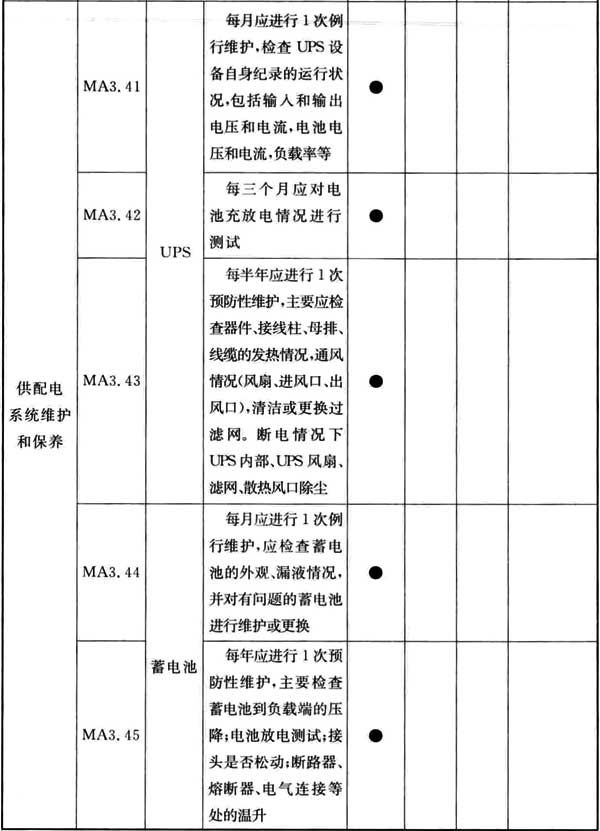 MA3.41
每月应进行1次例
行维护,检查UPS设
备自身纪录的运行状
况,包括输入和输出
电压和电流,电池电
压和电流,负载率等
●
MA3.42
每三个月应对电
池充放电情况进行
测试
●
UPS
MA3.43
每半年应进行1次
预防性维护,主要应检
查器件、接线柱、母排、
线缆的发热情况,通风
情况(风扇、进风口、出
风口),清洁或更换过
滤网。断电情况下
UPS内部、UPS风扇、
滤网、散热风口除尘
●
供配电
系统维护
和保养
MA3.44
每月应进行1次例
行维护,应检查蓄电
池的外观、漏液情况,
并对有问题的蓄电池
进行维护或更换
●
蓄电池
MA3.45
每年应进行1次预
防性维护,主要检查
蓄电池到负载端的压
降;电池放电测试;接
头是否松动;断路器、
熔断器、电气连接等
处的温升
●